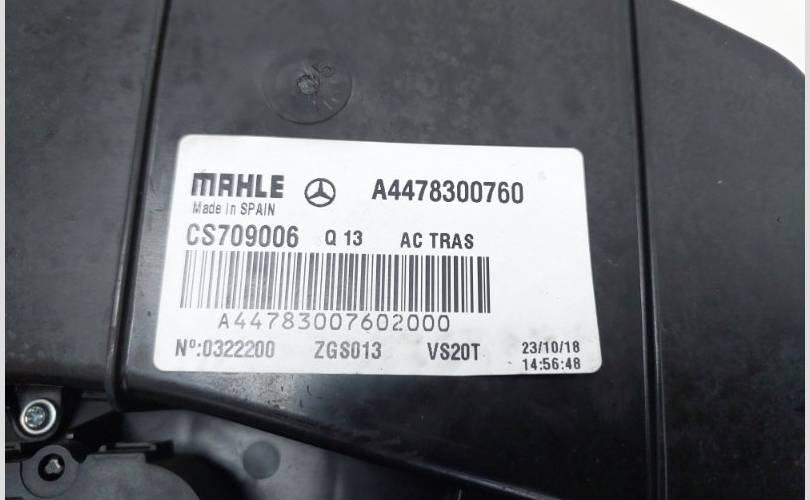 MAHLE A4478300760
Made in SPAIN
CS709006 Q 13 AC TRAS
A44783007602000
Nº:0322200 ZGS013 VS20T 23/10/18
14:56:48